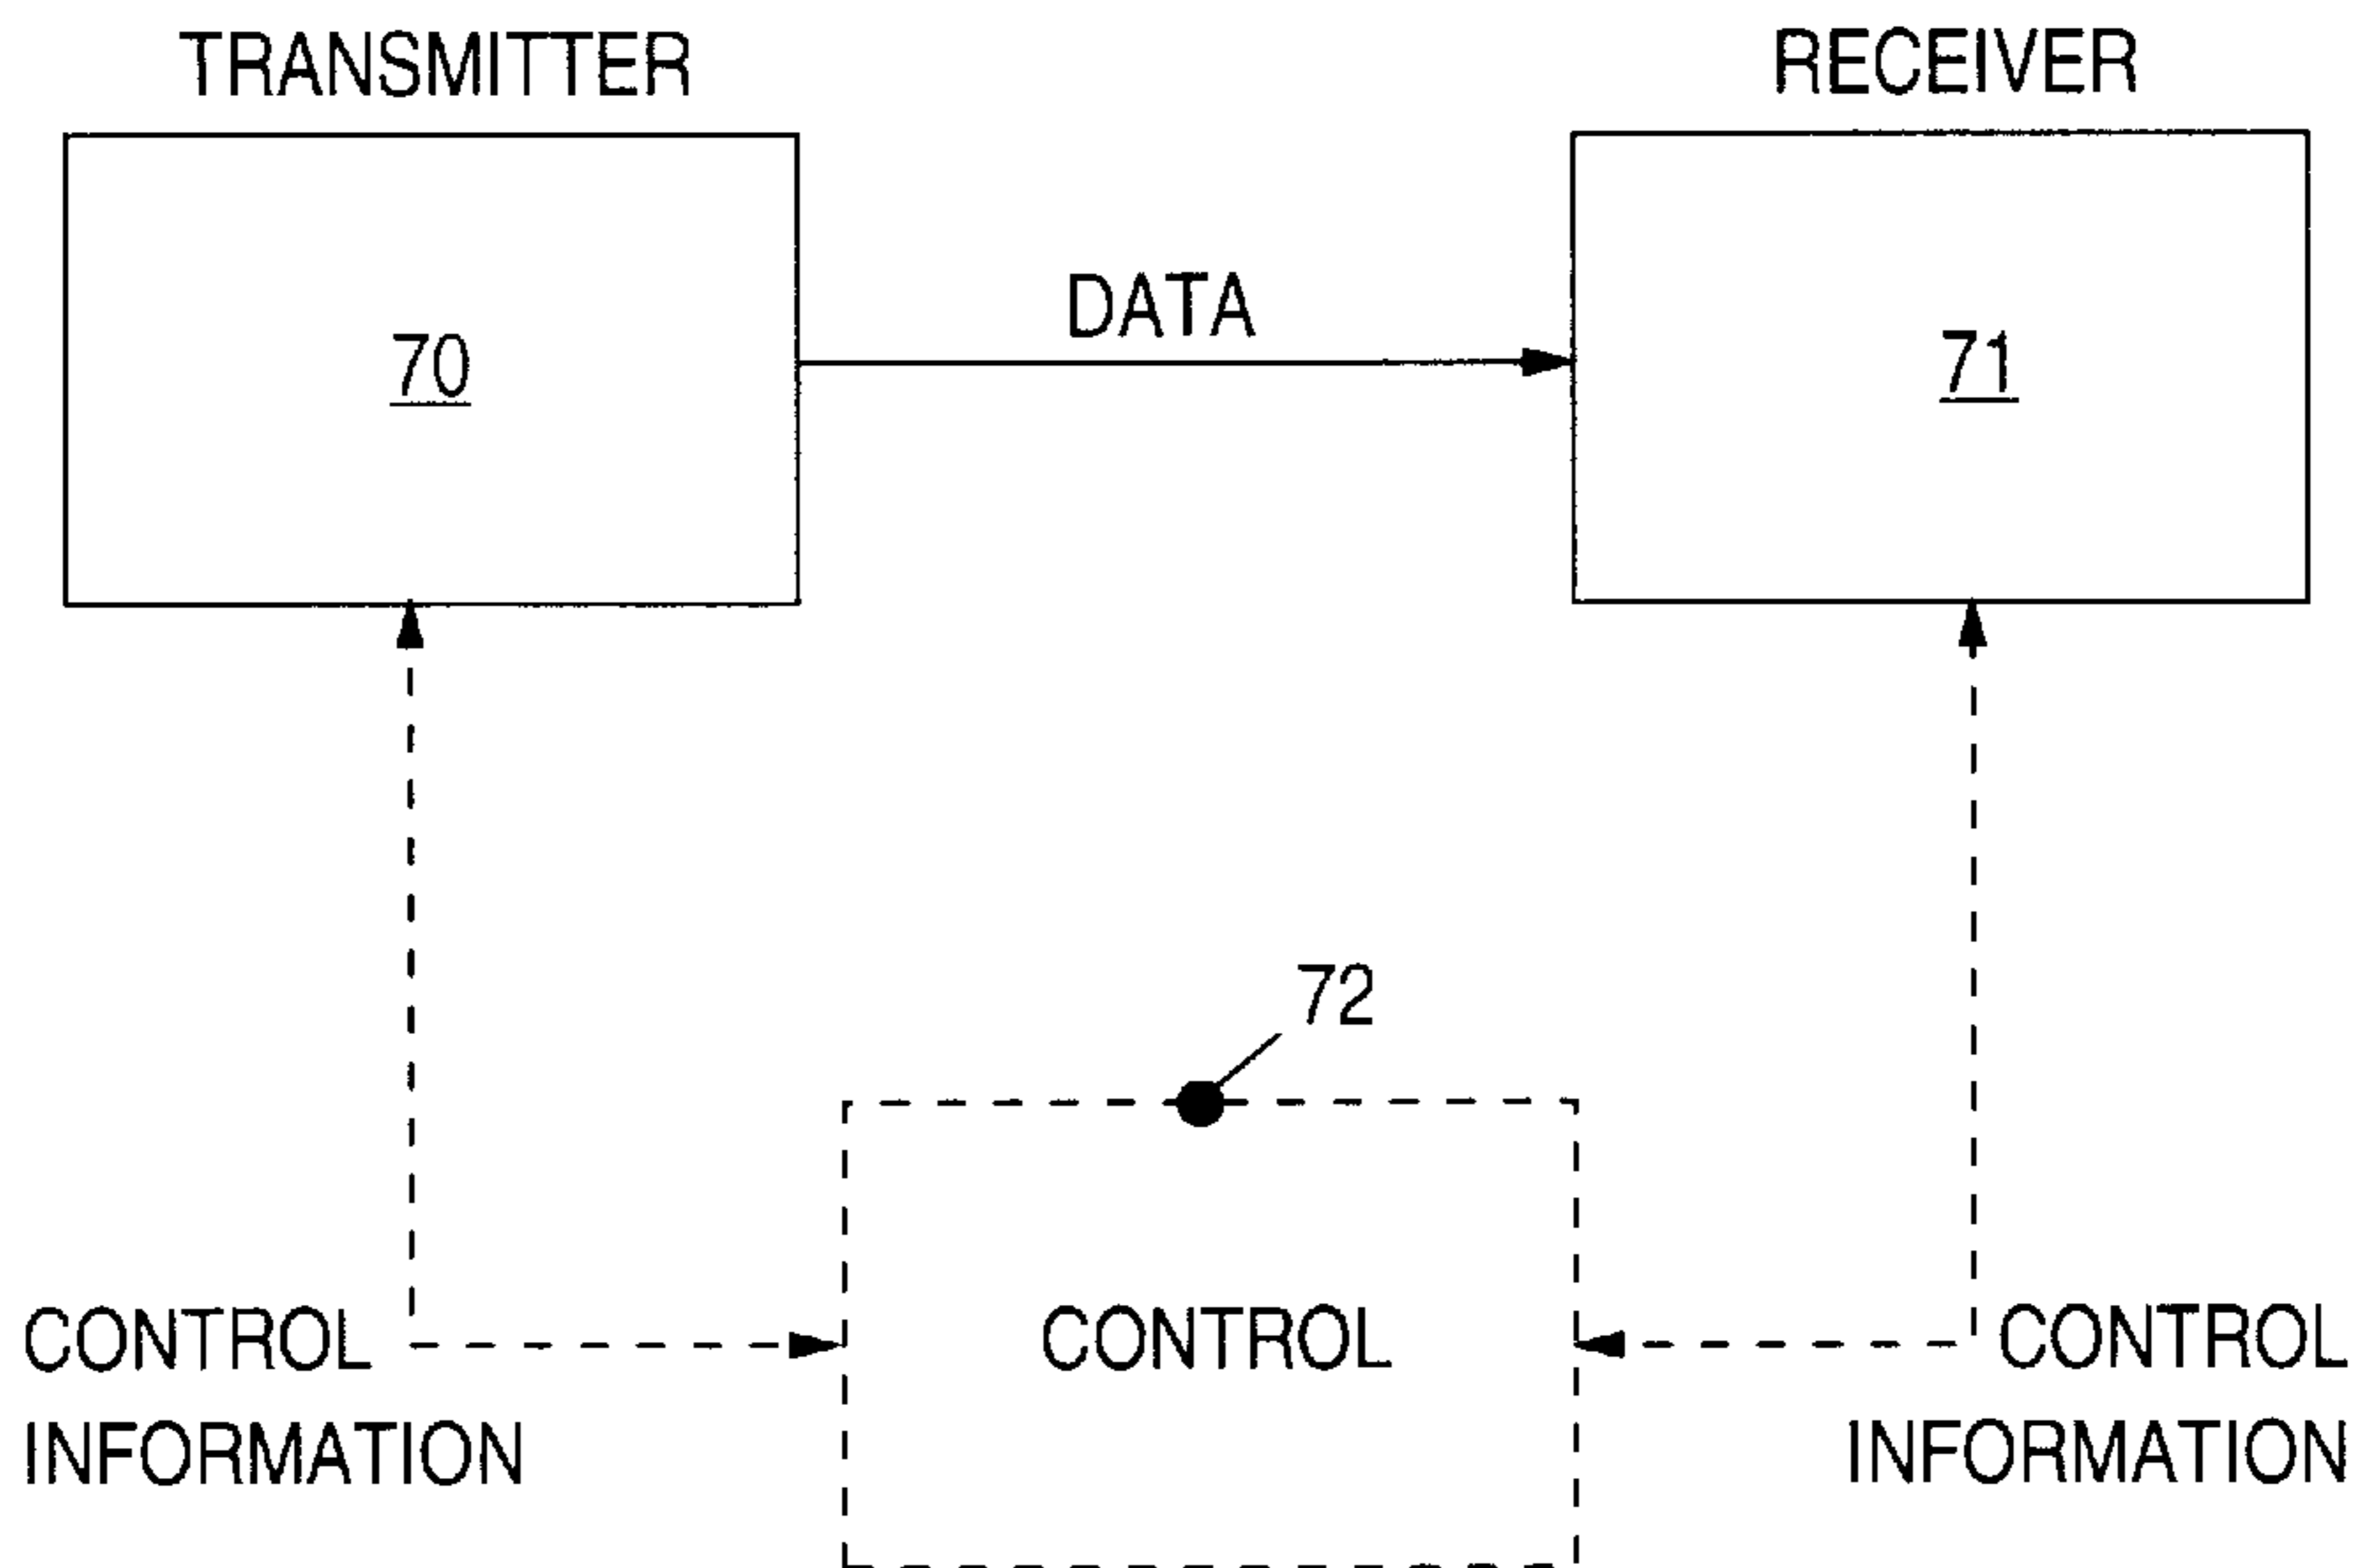 TRANSMITTER
RECEIVER
DATA
70
71
72
CONTROL
CONTROL
CONTROL
INFORMATION
INFORMATION